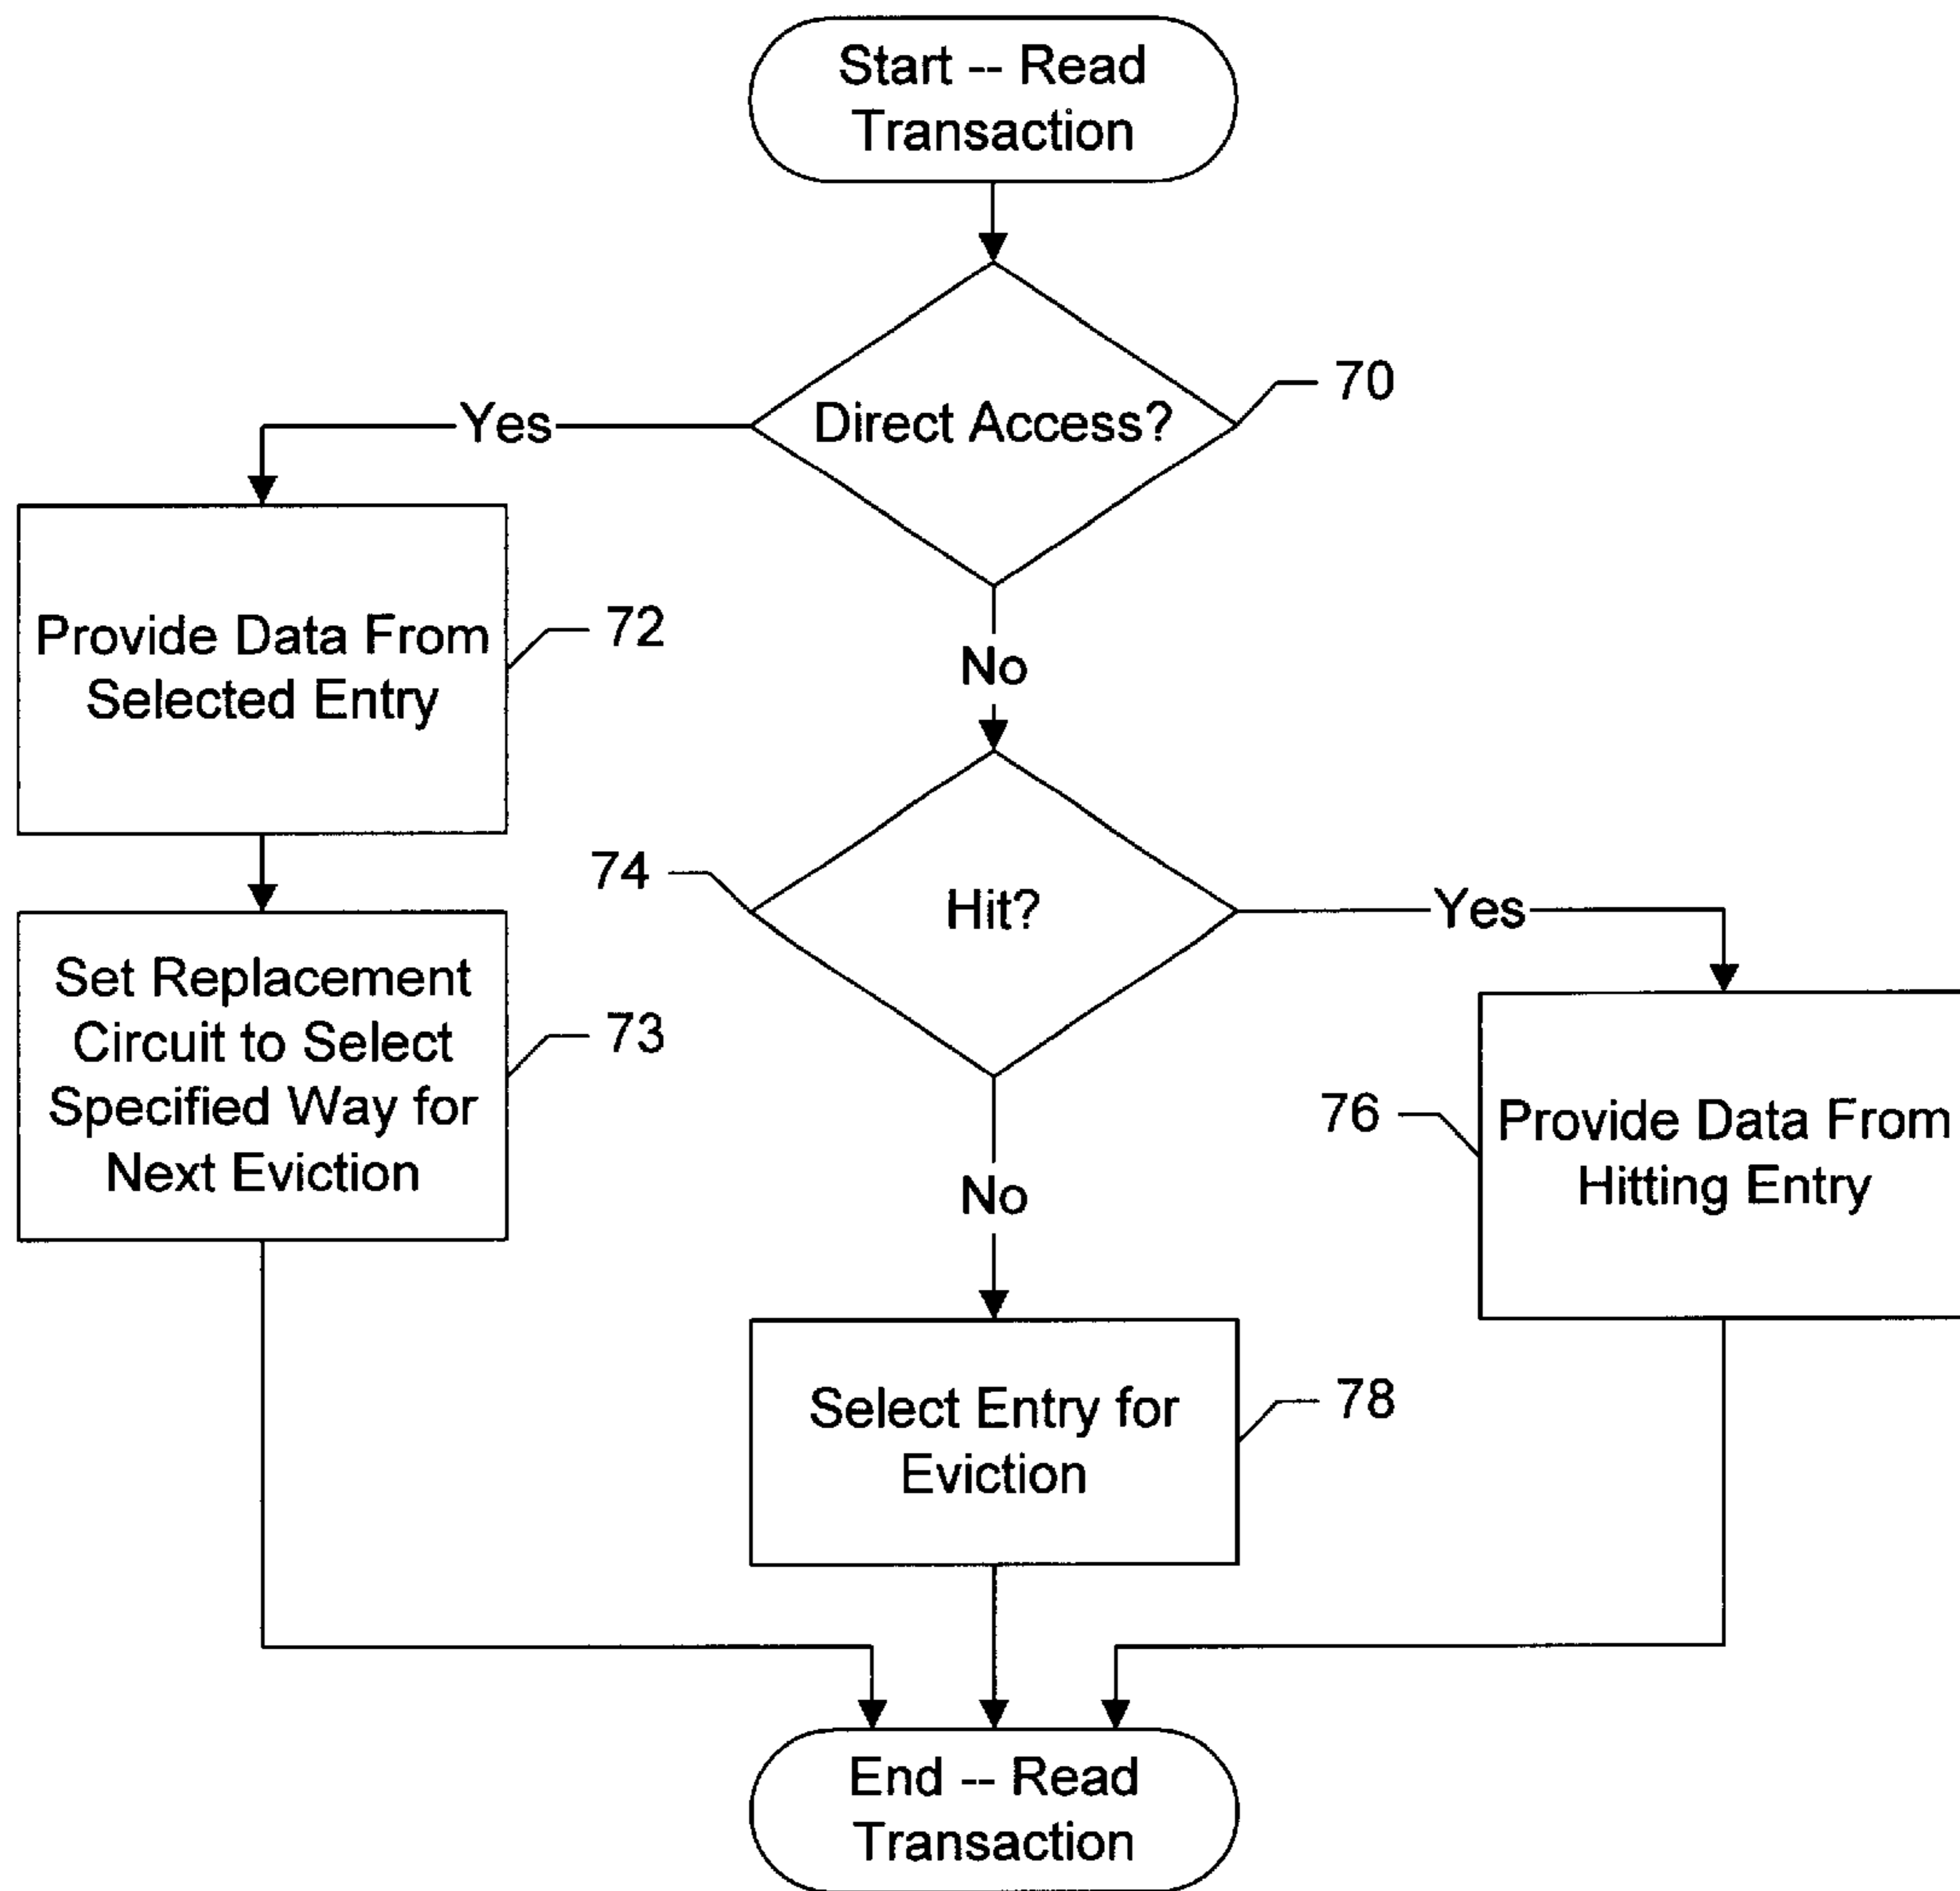 Start -- Read
Transaction
Direct Access?
70
Yes
No
Provide Data From
Selected Entry
72
Set Replacement
Circuit to Select
Specified Way for
Next Eviction
73
74
Hit?
Yes
No
76
Provide Data From
Hitting Entry
Select Entry for
Eviction
78
End -- Read
Transaction